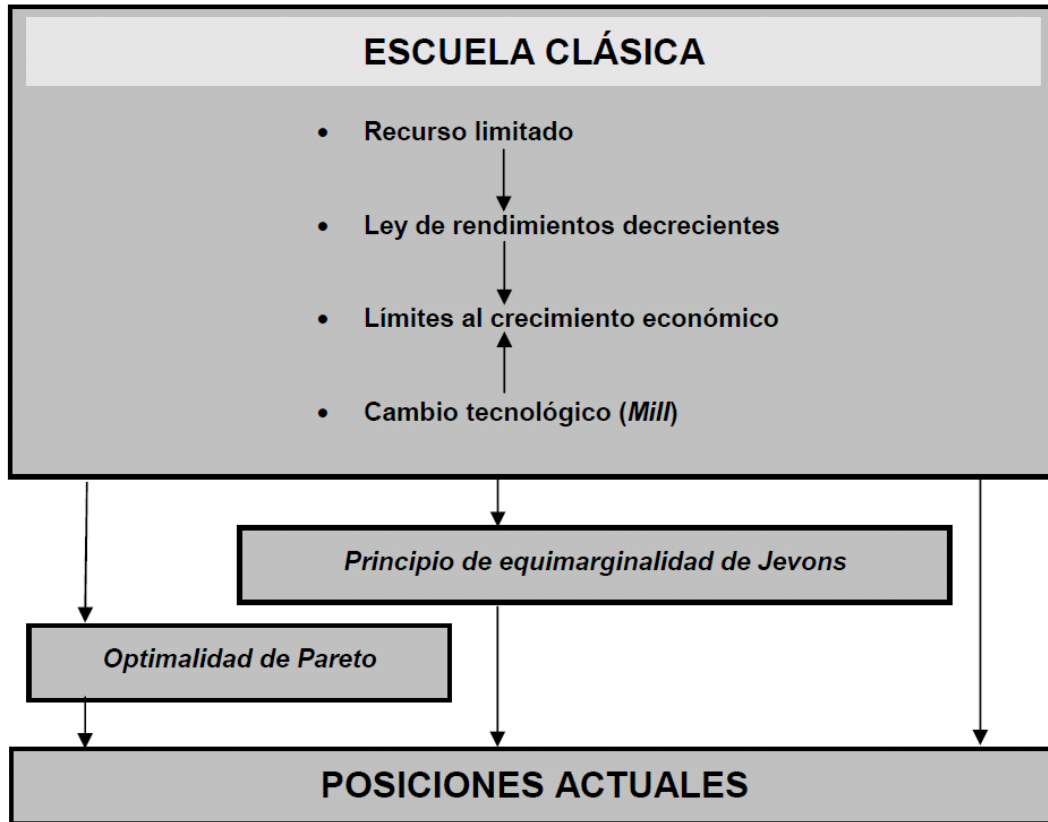 ESCUELA CLÁSICA
• Recurso limitado
• Ley de rendimientos decrecientes
• Límites al crecimiento económico
• Cambio tecnológico (Mill)
Principio de equimarginalidad de Jevons
Optimalidad de Pareto
POSICIONES ACTUALES